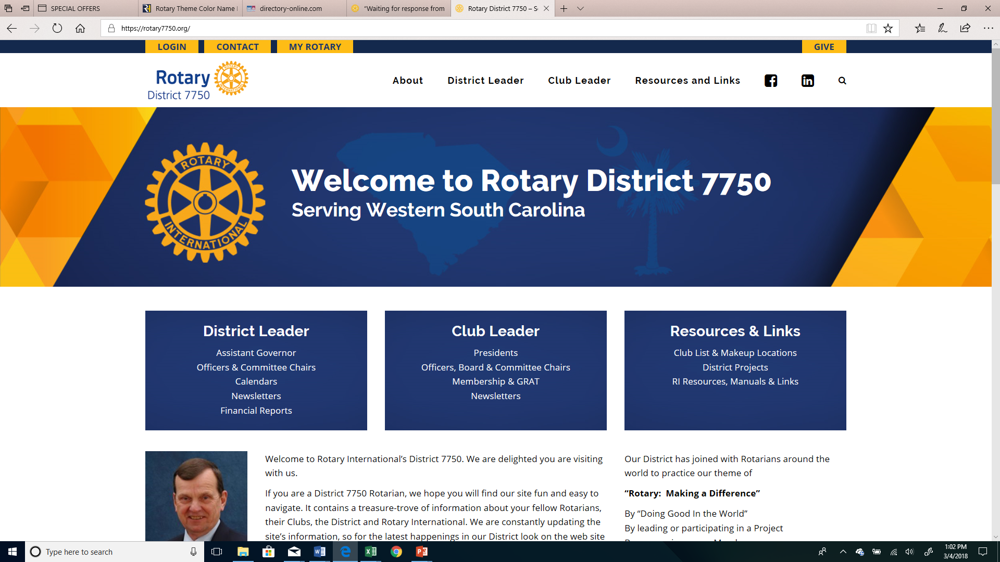 SPECIAL OFFERS
Rotary Theme Color Name
directory-online.com
"Waiting for response from
Rotary District 7750 – S
https://rotary7750.org/
LOGIN
CONTACT
MY ROTARY
GIVE
Rotary
District 7750
ROTARY
INTERNATIONAL
About
District Leader
Club Leader
Resources and Links
ROTARY
INTERNATIONAL
Welcome to Rotary District 7750
Serving Western South Carolina
District Leader
Assistant Governor
Officers & Committee Chairs
Calendars
Newsletters
Financial Reports
Club Leader
Presidents
Officers, Board & Committee Chairs
Membership & GRAT
Newsletters
Resources & Links
Club List & Makeup Locations
District Projects
RI Resources, Manuals & Links
Welcome to Rotary International’s District 7750. We are delighted you are visiting
with us.
If you are a District 7750 Rotarian, we hope you will find our site fun and easy to
navigate. It contains a treasure-trove of information about your fellow Rotarians,
their Clubs, the District and Rotary International. We are constantly updating the
site’s information, so for the latest happenings in our District look on the web site
Our District has joined with Rotarians around the
world to practice our theme of
“Rotary:  Making a Difference”
By “Doing Good In the World”
By leading or participating in a Project
Type here to search
1:02 PM
3/4/2018